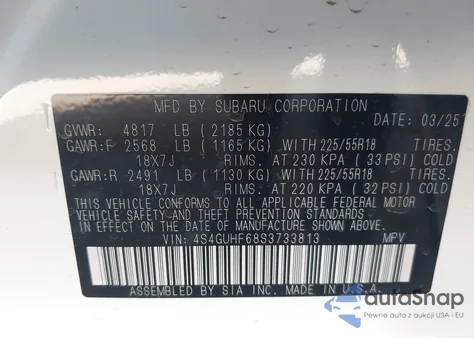 MFD BY SUBARU CORPORATION
DATE: 03/25
GVWR: 4817 LB (2185 KG)
GAWR:F 2568 LB (1165 KG) WITH 225/55R18 TIRES.
18X7J RIMS. AT 230 KPA (33 PSI) COLD.
GAWR:R 2491 LB (1130 KG) WITH 225/55R18 TIRES.
18X7J RIMS. AT 220 KPA (32 PSI) COLD.
THIS VEHICLE CONFORMS TO ALL APPLICABLE FEDERAL MOTOR
VEHICLE SAFETY AND BUMPER AND THEFT PREVENTION STANDARDS
IN EFFECT ON THE DATE OF MANUFACTURE SHOWN ABOVE.
VIN: 4S4GUHF68S3733813 MPV
ASSEMBLED BY SIA INC. MADE IN U.S.A.
autoSnap
Pewne auta z aukcji w USA i EU